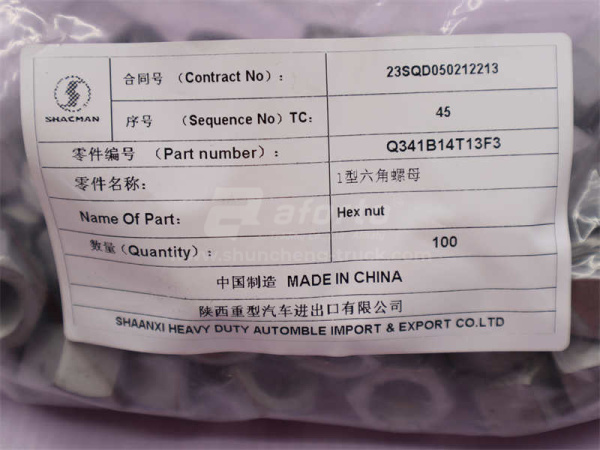 SHACMAN
合同号 (Contract No): 23SQD050212213
序号 (Sequence No) TC: 45
零件编号 (Part number): Q341B14T13F3
零件名称: 1型六角螺母
Name Of Part: Hex nut
数量(Quantity): 100
www.shunchengtruck.com
中国制造 MADE IN CHINA
陕西重型汽车进出口有限公司
SHAANXI HEAVY DUTY AUTOMBLE IMPORT & EXPORT CO.LTD